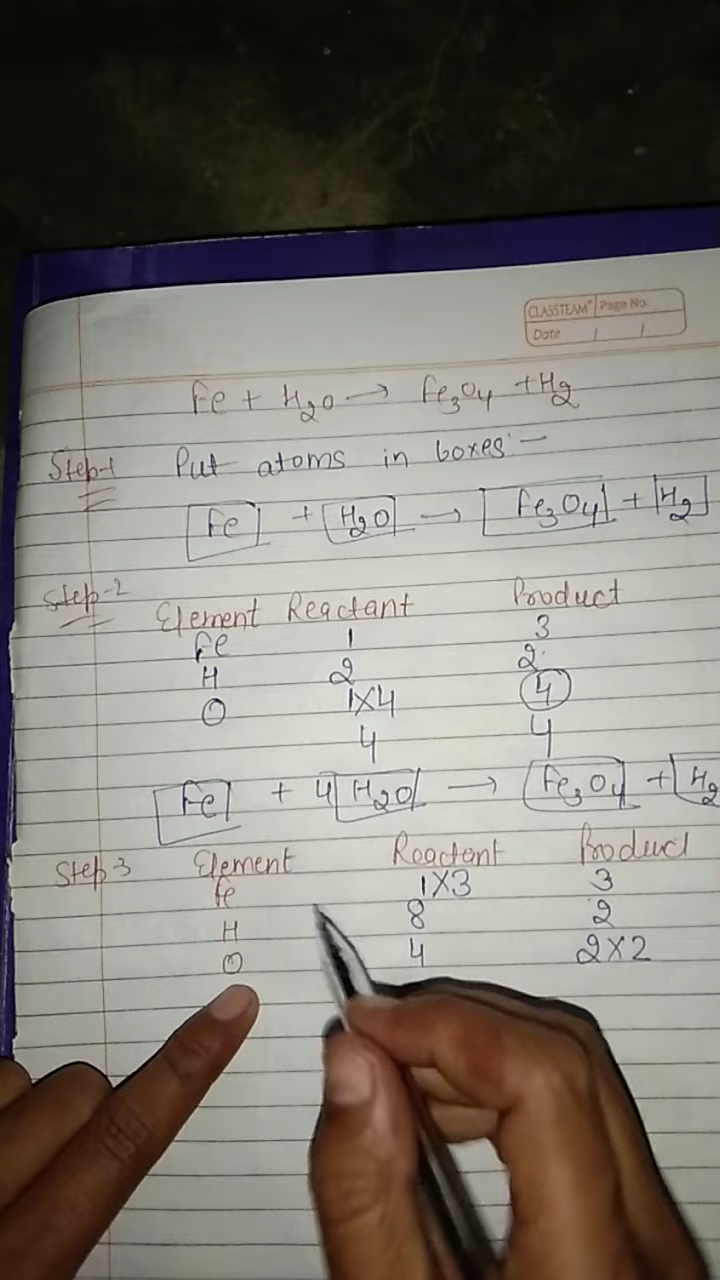 CLASSTEAM Page No.
Date / /
Fe + H2O → Fe3O4 + H2
Step-1 Put atoms in boxes:-
Fe + H2O → Fe3O4 + H2
Step-2
Element Reactant Product
Fe 1 3
H 2 2
O 1X4 4
4 4
Fe + 4 H2O → Fe3O4 + H2
Step 3 Element Reactant Product
Fe 1X3 3
H 8 2
O 4 2X2